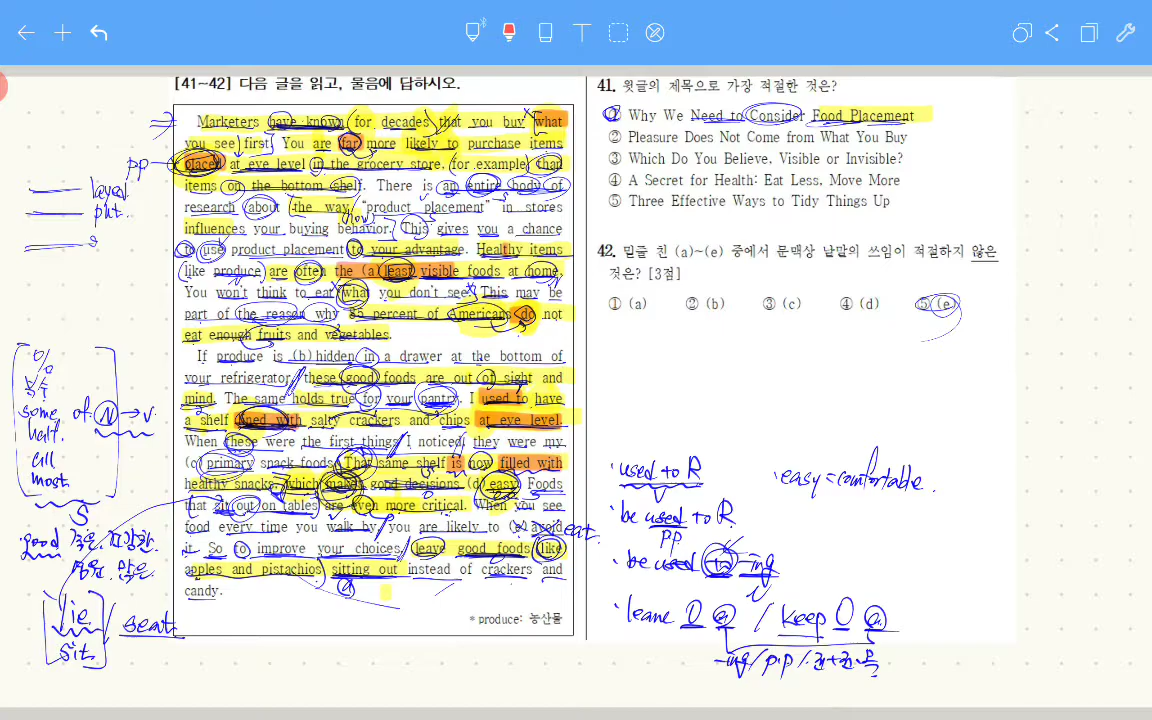 [41~42] 다음 글을 읽고, 물음에 답하시오.
Marketers have known for decades that you buy what
you see first. You are far more likely to purchase items
placed at eye level in the grocery store, for example, than
items on the bottom shelf. There is an entire body of
research about the way “product placement” in stores
influences your buying behavior. This gives you a chance
to use product placement to your advantage. Healthy items
like produce are often the (a) least visible foods at home.
You won't think to eat what you don't see. This may be
part of the reason why 85 percent of Americans do not
eat enough fruits and vegetables.
If produce is (b) hidden in a drawer at the bottom of
your refrigerator, these good foods are out of sight and
mind. The same holds true for your pantry. I used to have
a shelf lined with salty crackers and chips at eye level.
When these were the first things I noticed, they were my
(c) primary snack foods. That same shelf is now filled with
healthy snacks, which makes good decisions (d) easy. Foods
that sit out on tables are even more critical. When you see
food every time you walk by, you are likely to (e) avoid
it. So to improve your choices, leave good foods like
apples and pistachios sitting out instead of crackers and
candy.
* produce: 농산물
pp
how
eat
some of N → v
half
all
most
S
good
lie / seat
sit
ⓐ
41. 윗글의 제목으로 가장 적절한 것은?
① Why We Need to Consider Food Placement
② Pleasure Does Not Come from What You Buy
③ Which Do You Believe, Visible or Invisible?
④ A Secret for Health: Eat Less, Move More
⑤ Three Effective Ways to Tidy Things Up
42. 밑줄 친 (a)~(e) 중에서 문맥상 낱말의 쓰임이 적절하지 않은
것은? [3점]
① (a) ② (b) ③ (c) ④ (d) ⑤ (e)
· used to R · easy = comfortable.
· be used to R
pp
· be used to -ing
· leave O ⓐ / keep O ⓐ
-ing / p.p /